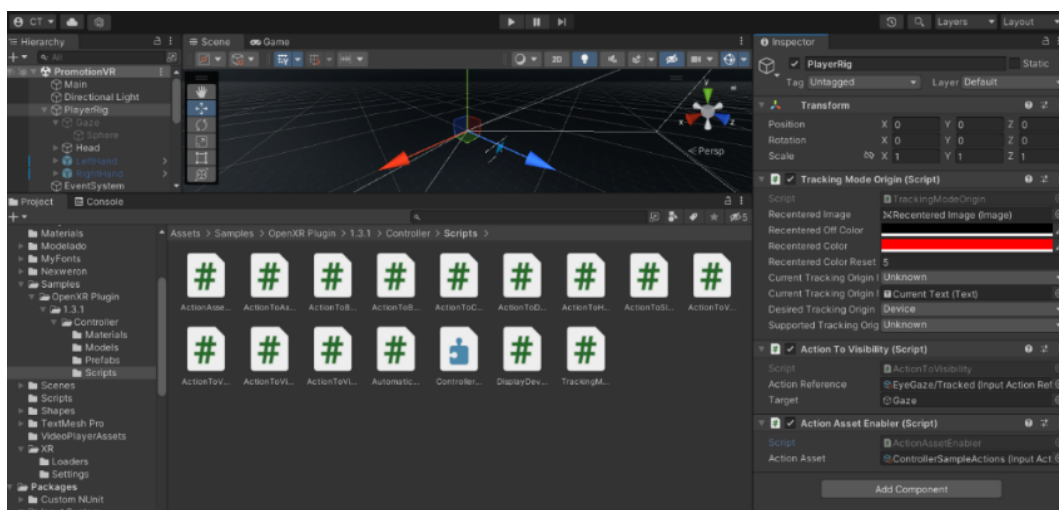 CT
Layers
Layout
Hierarchy
All
PromotionVR
Main
Directional Light
PlayerRig
Gaze
Sphere
Head
LeftHand
RightHand
EventSystem
Scene
Game
2D
y
x
z
Persp
Project
Console
5
Materials
Modelado
MyFonts
Nexweron
Samples
OpenXR Plugin
1.3.1
Controller
Materials
Models
Prefabs
Scripts
Scenes
Scripts
Shapes
TextMesh Pro
VideoPlayerAssets
XR
Loaders
Settings
Packages
Custom NUnit
Assets > Samples > OpenXR Plugin > 1.3.1 > Controller > Scripts >
ActionAsse... ActionToAs... ActionToB... ActionToB... ActionToC... ActionToD... ActionToH... ActionToSi... ActionToV...
ActionToV... ActionToVi... ActionToVi... Automatic... Controller... DisplayDev... TrackingM...
Inspector
PlayerRig
Static
Tag Untagged
Layer Default
Transform
Position X 0 Y 0 Z 0
Rotation X 0 Y 0 Z 0
Scale X 1 Y 1 Z 1
Tracking Mode Origin (Script)
Script TrackingModeOrigin
Recentered Image Recentered Image (Image)
Recentered Off Color
Recentered Color
Recentered Color Reset 5
Current Tracking Origin Unknown
Current Tracking Origin Current Text (Text)
Desired Tracking Origin Device
Supported Tracking Orig Unknown
Action To Visibility (Script)
Script ActionToVisibility
Action Reference EyeGaze/Tracked (Input Action Ref
Target Gaze
Action Asset Enabler (Script)
Script ActionAssetEnabler
Action Asset ControllerSampleActions (Input Act
Add Component